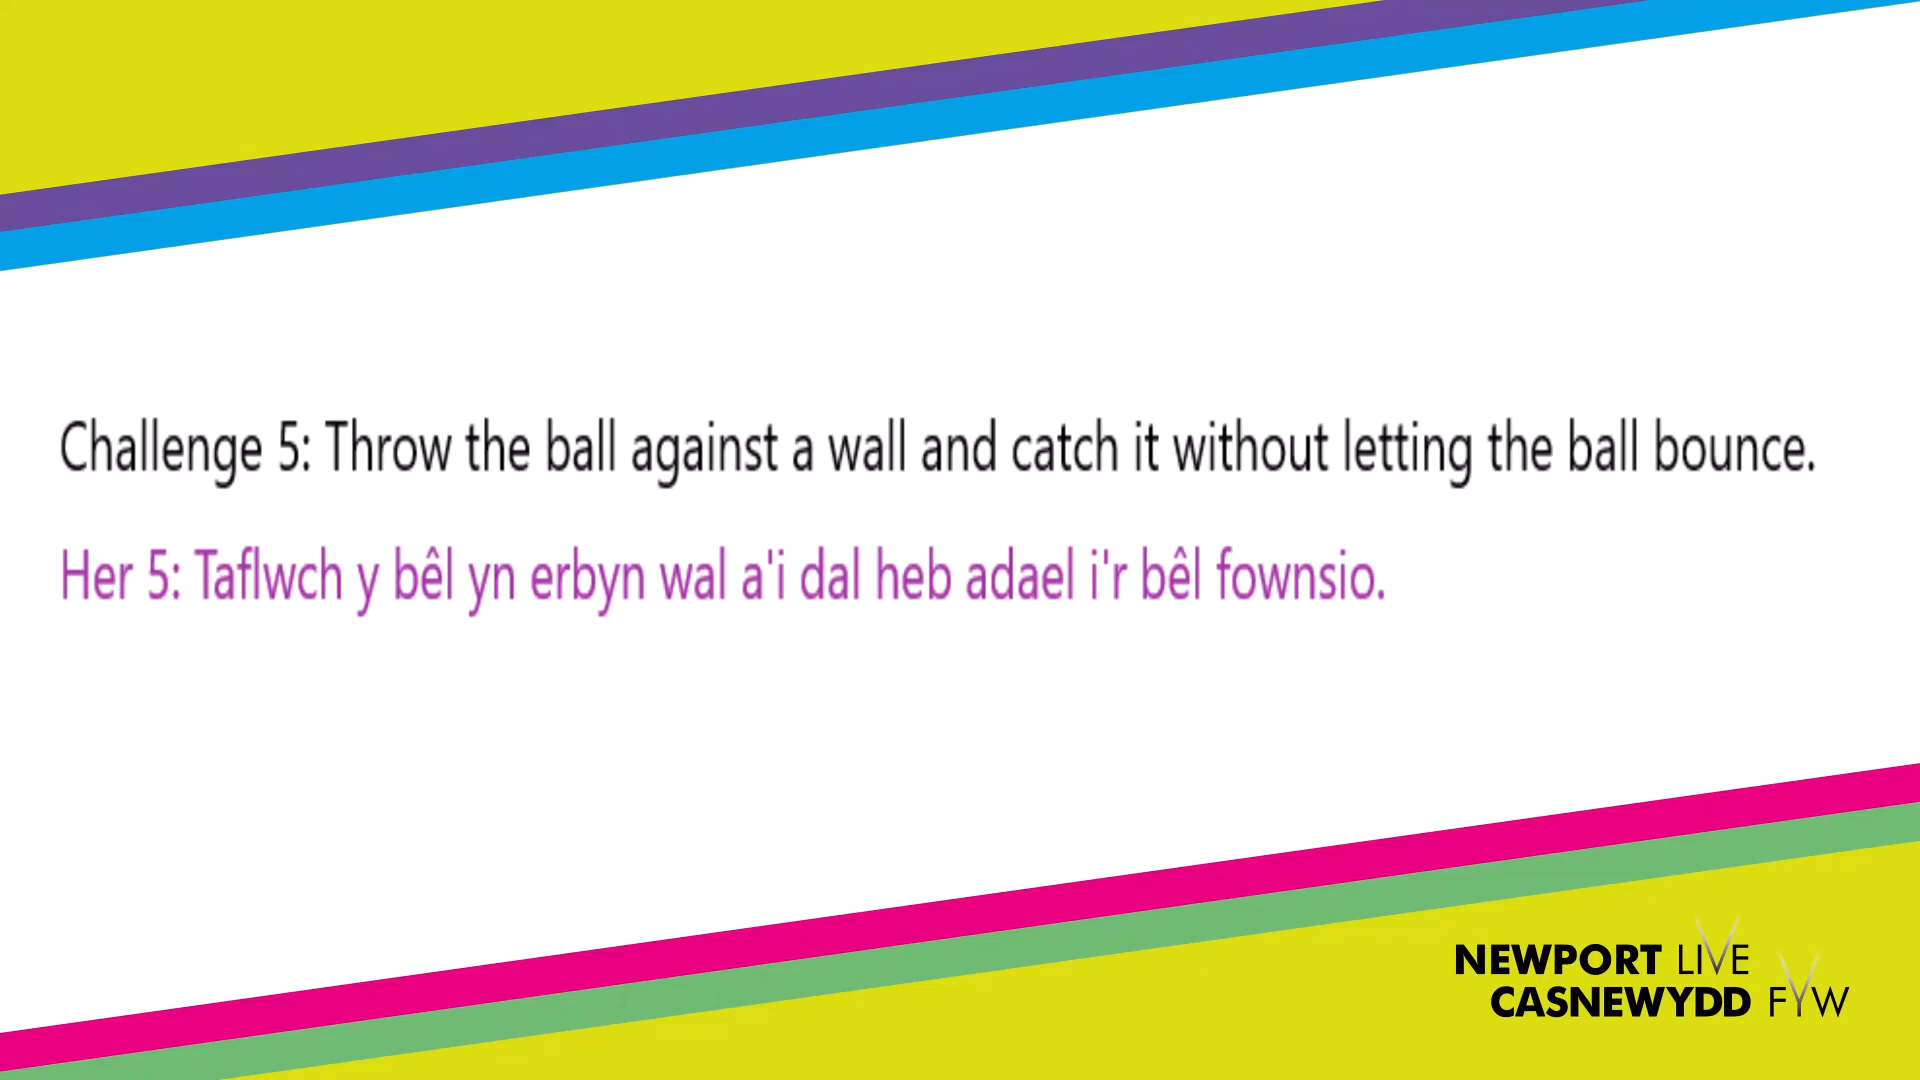 Challenge 5: Throw the ball against a wall and catch it without letting the ball bounce.
Her 5: Taflwch y bêl yn erbyn wal a'i dal heb adael i'r bêl fownsio.
NEWPORT LIVE
CASNEWYDD FYW